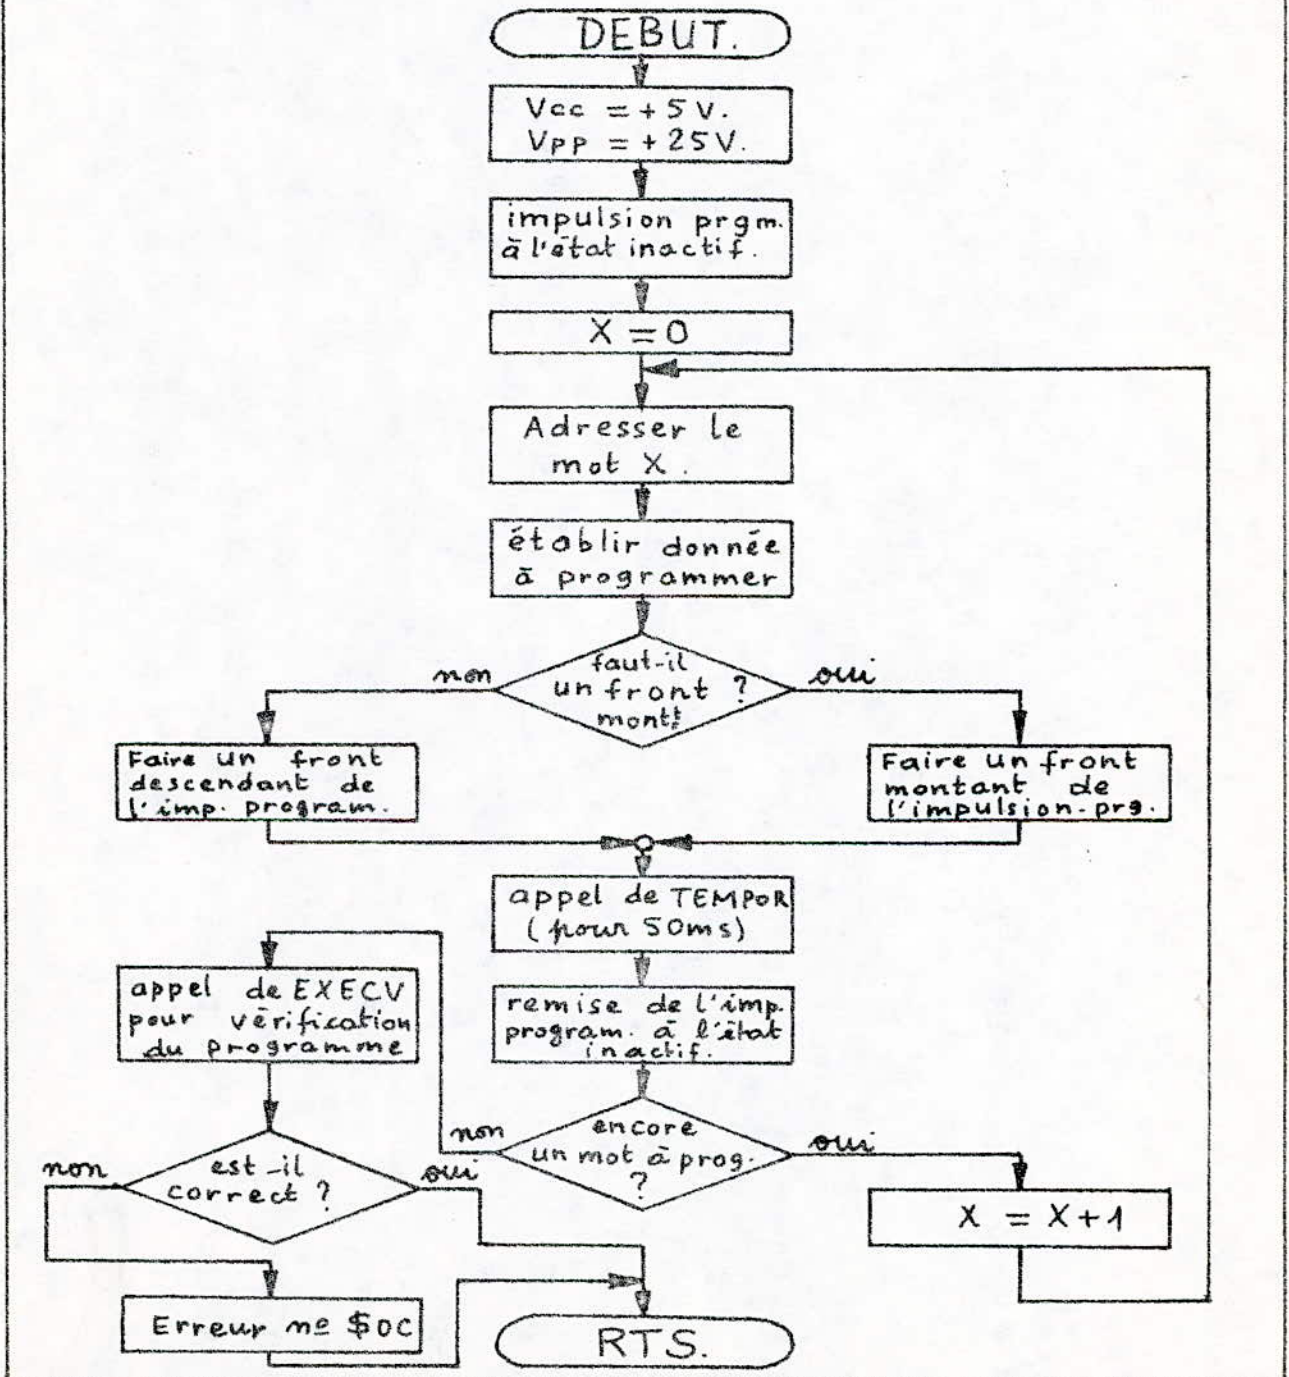 DEBUT.
Vcc = + 5 V.
VPP = + 25 V.
impulsion prgm.
à l'état inactif.
X = 0
Adresser le
mot X.
établir donnée
à programmer
faut-il
un front ?
montt
non
oui
Faire un front
descendant de
l'imp. program.
Faire un front
montant de
l'impulsion-prg.
appel de TEMPOR
(pour 50ms)
appel de EXECV
pour vérification
du programme
remise de l'imp.
program. à l'état
inactif.
encore
un mot à prog.
?
non
oui
est-il
correct ?
non
oui
X = X+1
Erreur nº $0C
RTS.